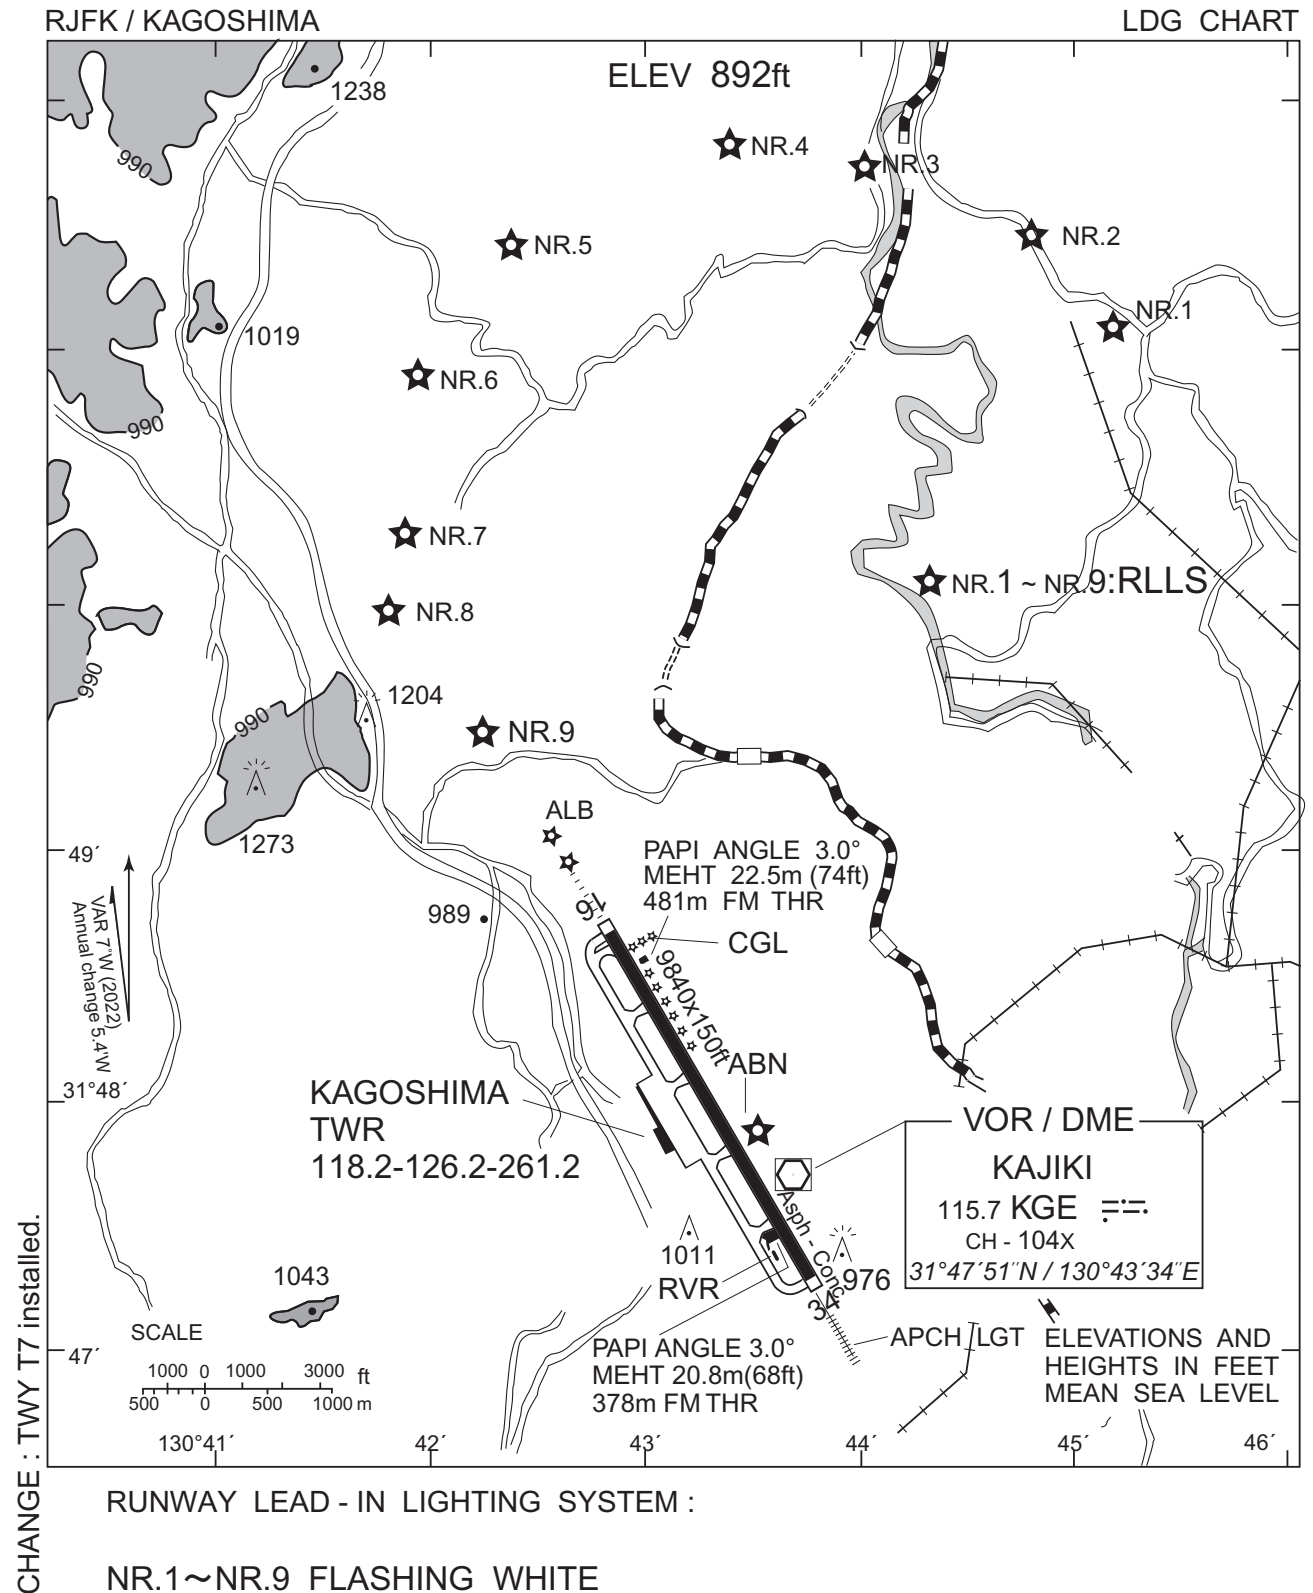 RJFK / KAGOSHIMA
LDG CHART
ELEV 892ft
1238
NR.4
NR.3
990
NR.5
NR.2
1019
NR.1
NR.6
990
NR.7
NR.1 ~ NR.9:RLLS
NR.8
990
1204
990
NR.9
ALB
1273
49′
PAPI ANGLE 3.0°
MEHT 22.5m (74ft)
481m FM THR
16
989
CGL
VAR 7°W (2022)
Annual change 5.4′W
9840x150ft
ABN
31°48′
KAGOSHIMA
TWR
118.2-126.2-261.2
VOR / DME
KAJIKI
115.7 KGE
CH - 104X
31°47′51″N / 130°43′34″E
Asph - Conc
1011
976
RVR
1043
34
SCALE
APCH LGT
ELEVATIONS AND
HEIGHTS IN FEET
MEAN SEA LEVEL
PAPI ANGLE 3.0°
MEHT 20.8m(68ft)
378m FM THR
47′
1000 0 1000 3000 ft
500 0 500 1000 m
130°41′ 42′ 43′ 44′ 45′ 46′
CHANGE : TWY T7 installed.
RUNWAY LEAD - IN LIGHTING SYSTEM :
NR.1～NR.9 FLASHING WHITE